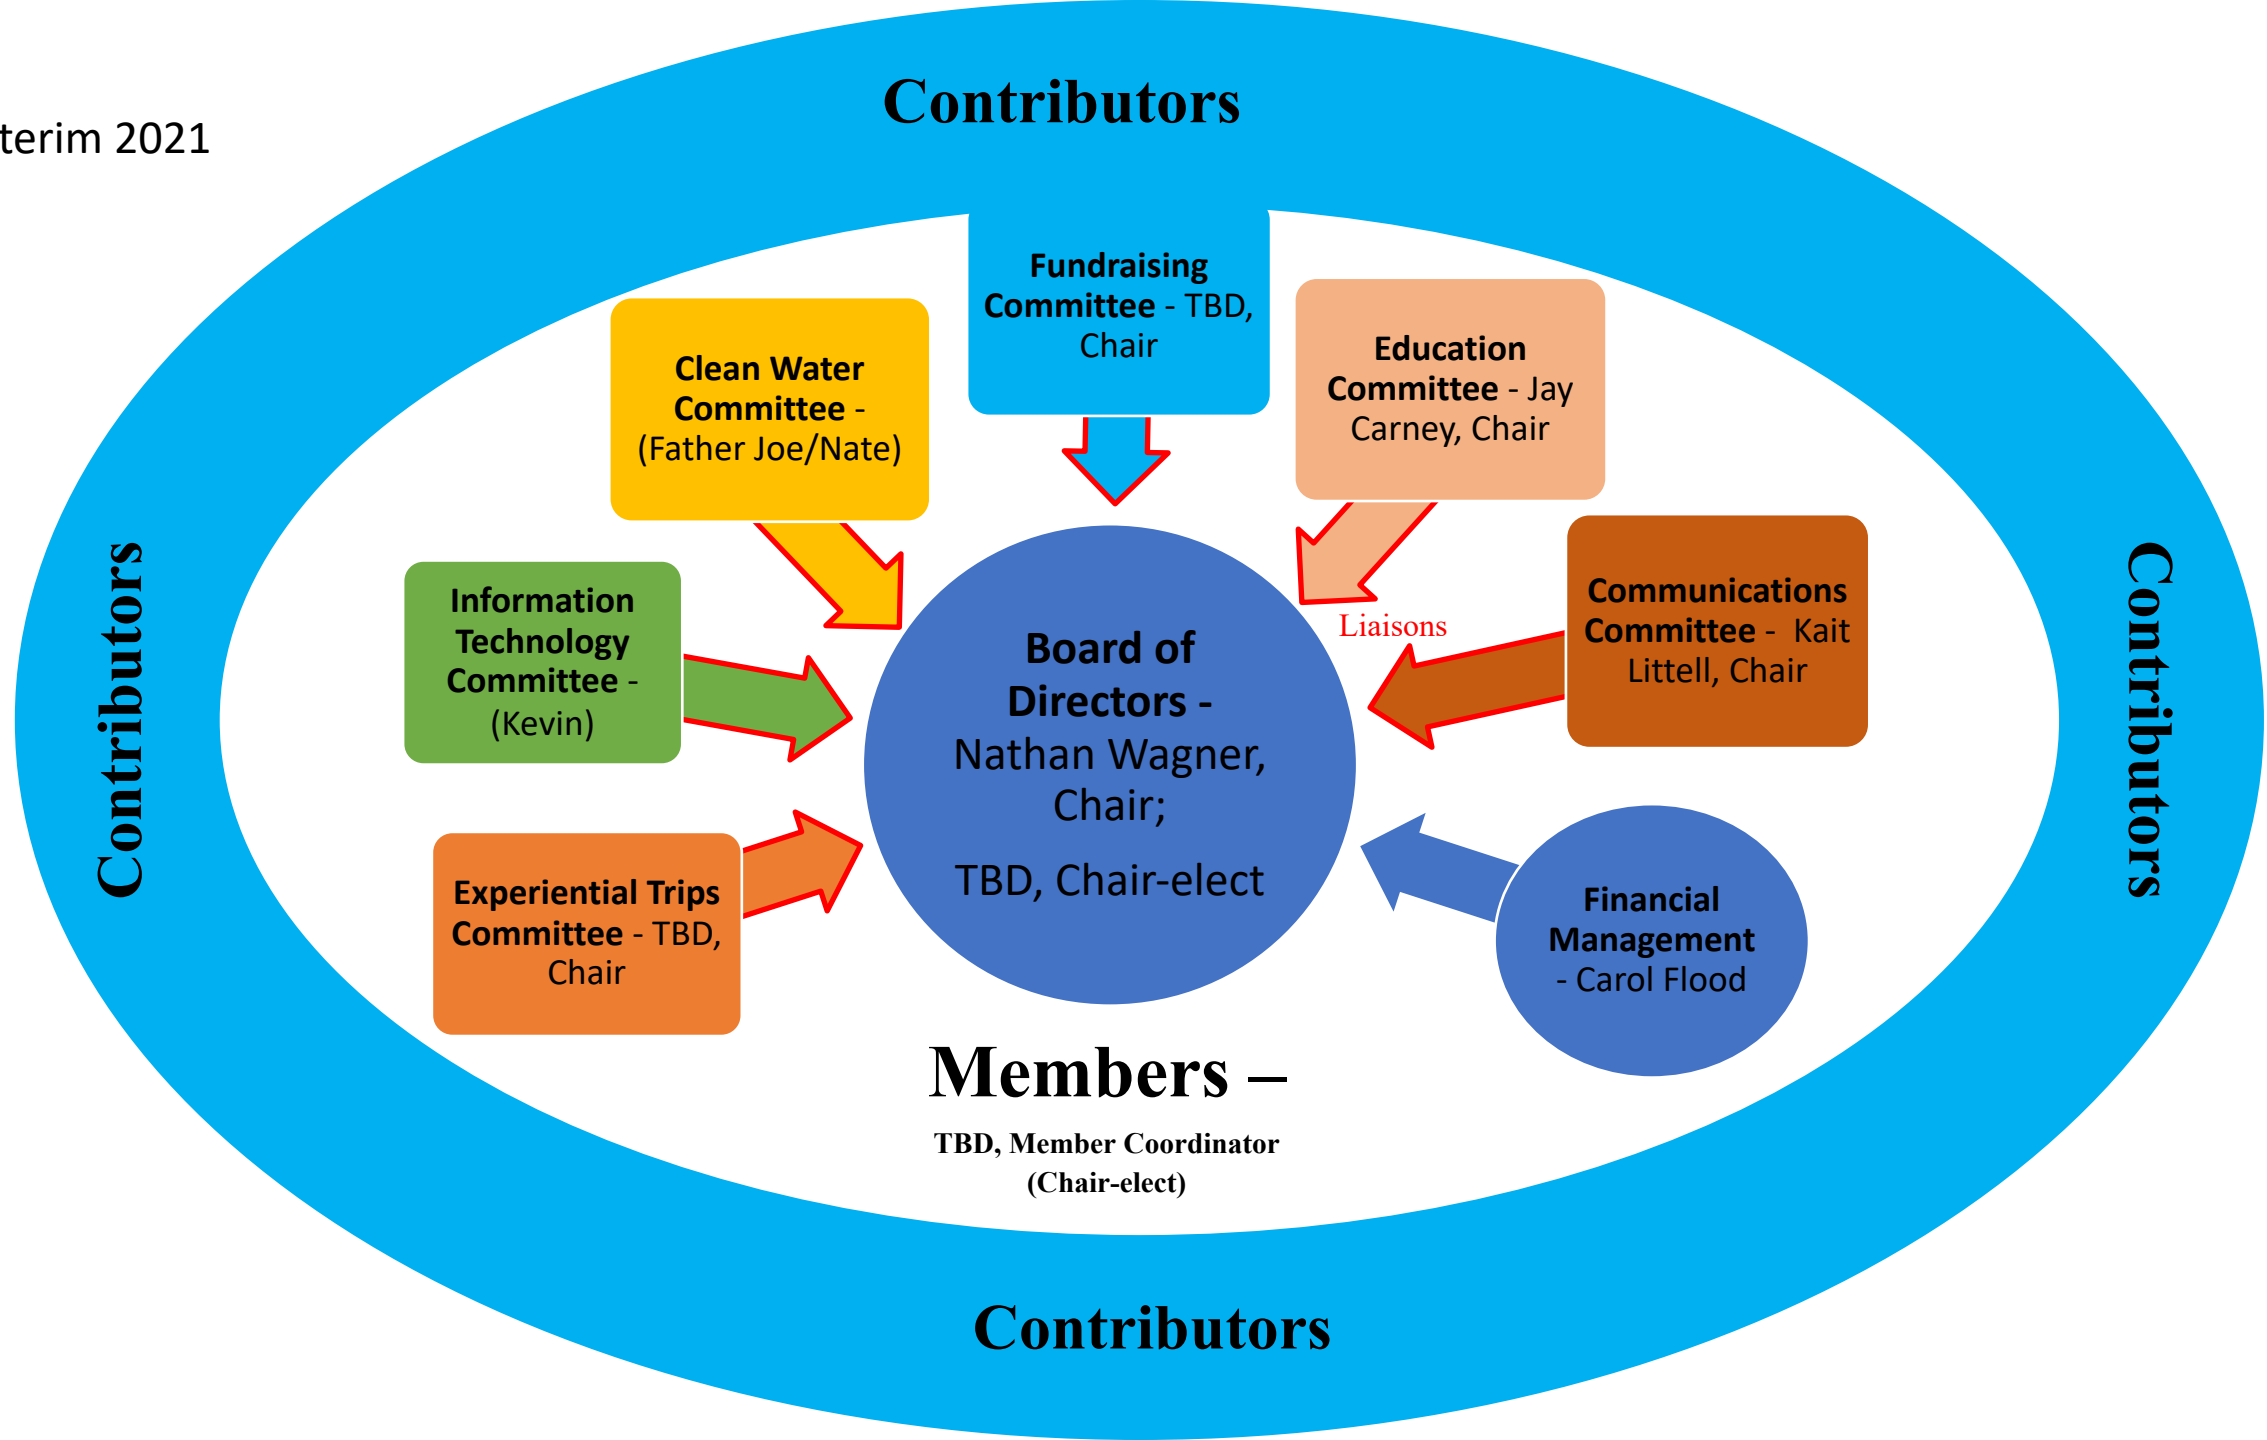 Contributors
terim 2021
Fundraising
Committee - TBD,
Chair
Clean Water
Committee -
(Father Joe/Nate)
Education
Committee - Jay
Carney, Chair
Information
Technology
Committee -
(Kevin)
Communications
Committee -  Kait
Littell, Chair
Liaisons
Board of
Directors -
Nathan Wagner,
Chair;
TBD, Chair-elect
Contributors
Contributors
Experiential Trips
Committee - TBD,
Chair
Financial
Management
- Carol Flood
Members –
TBD, Member Coordinator
(Chair-elect)
Contributors